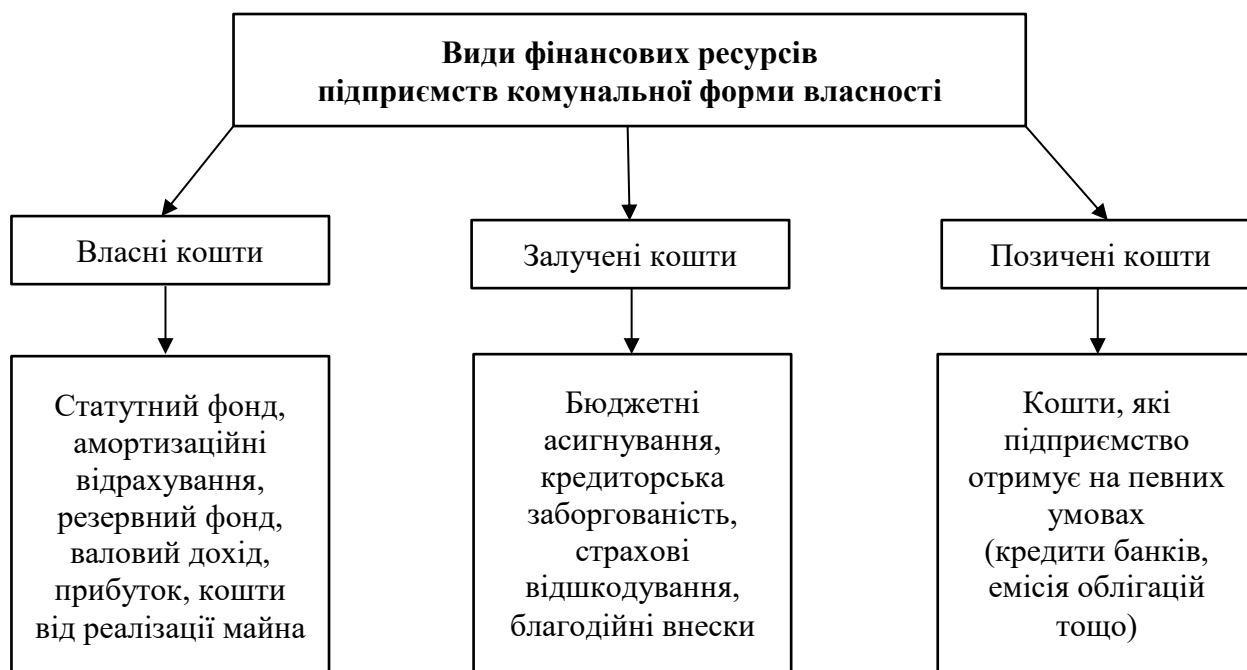 Види фінансових ресурсів
підприємств комунальної форми власності
Власні кошти
Залучені кошти
Позичені кошти
Статутний фонд,
амортизаційні
відрахування,
резервний фонд,
валовий дохід,
прибуток, кошти
від реалізації майна
Бюджетні
асигнування,
кредиторська
заборгованість,
страхові
відшкодування,
благодійні внески
Кошти, які
підприємство
отримує на певних
умовах
(кредити банків,
емісія облігацій
тощо)